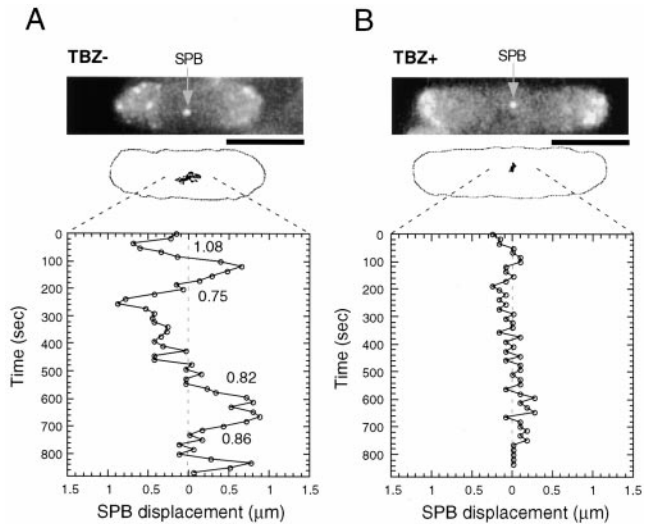 A
TBZ-
SPB
0
100
200
300
400
500
600
700
800
Time (sec)
1.08
0.75
0.82
0.86
1.5 1 0.5 0 0.5 1 1.5
SPB displacement (μm)
B
TBZ+
SPB
0
100
200
300
400
500
600
700
800
Time (sec)
1.5 1 0.5 0 0.5 1 1.5
SPB displacement (μm)